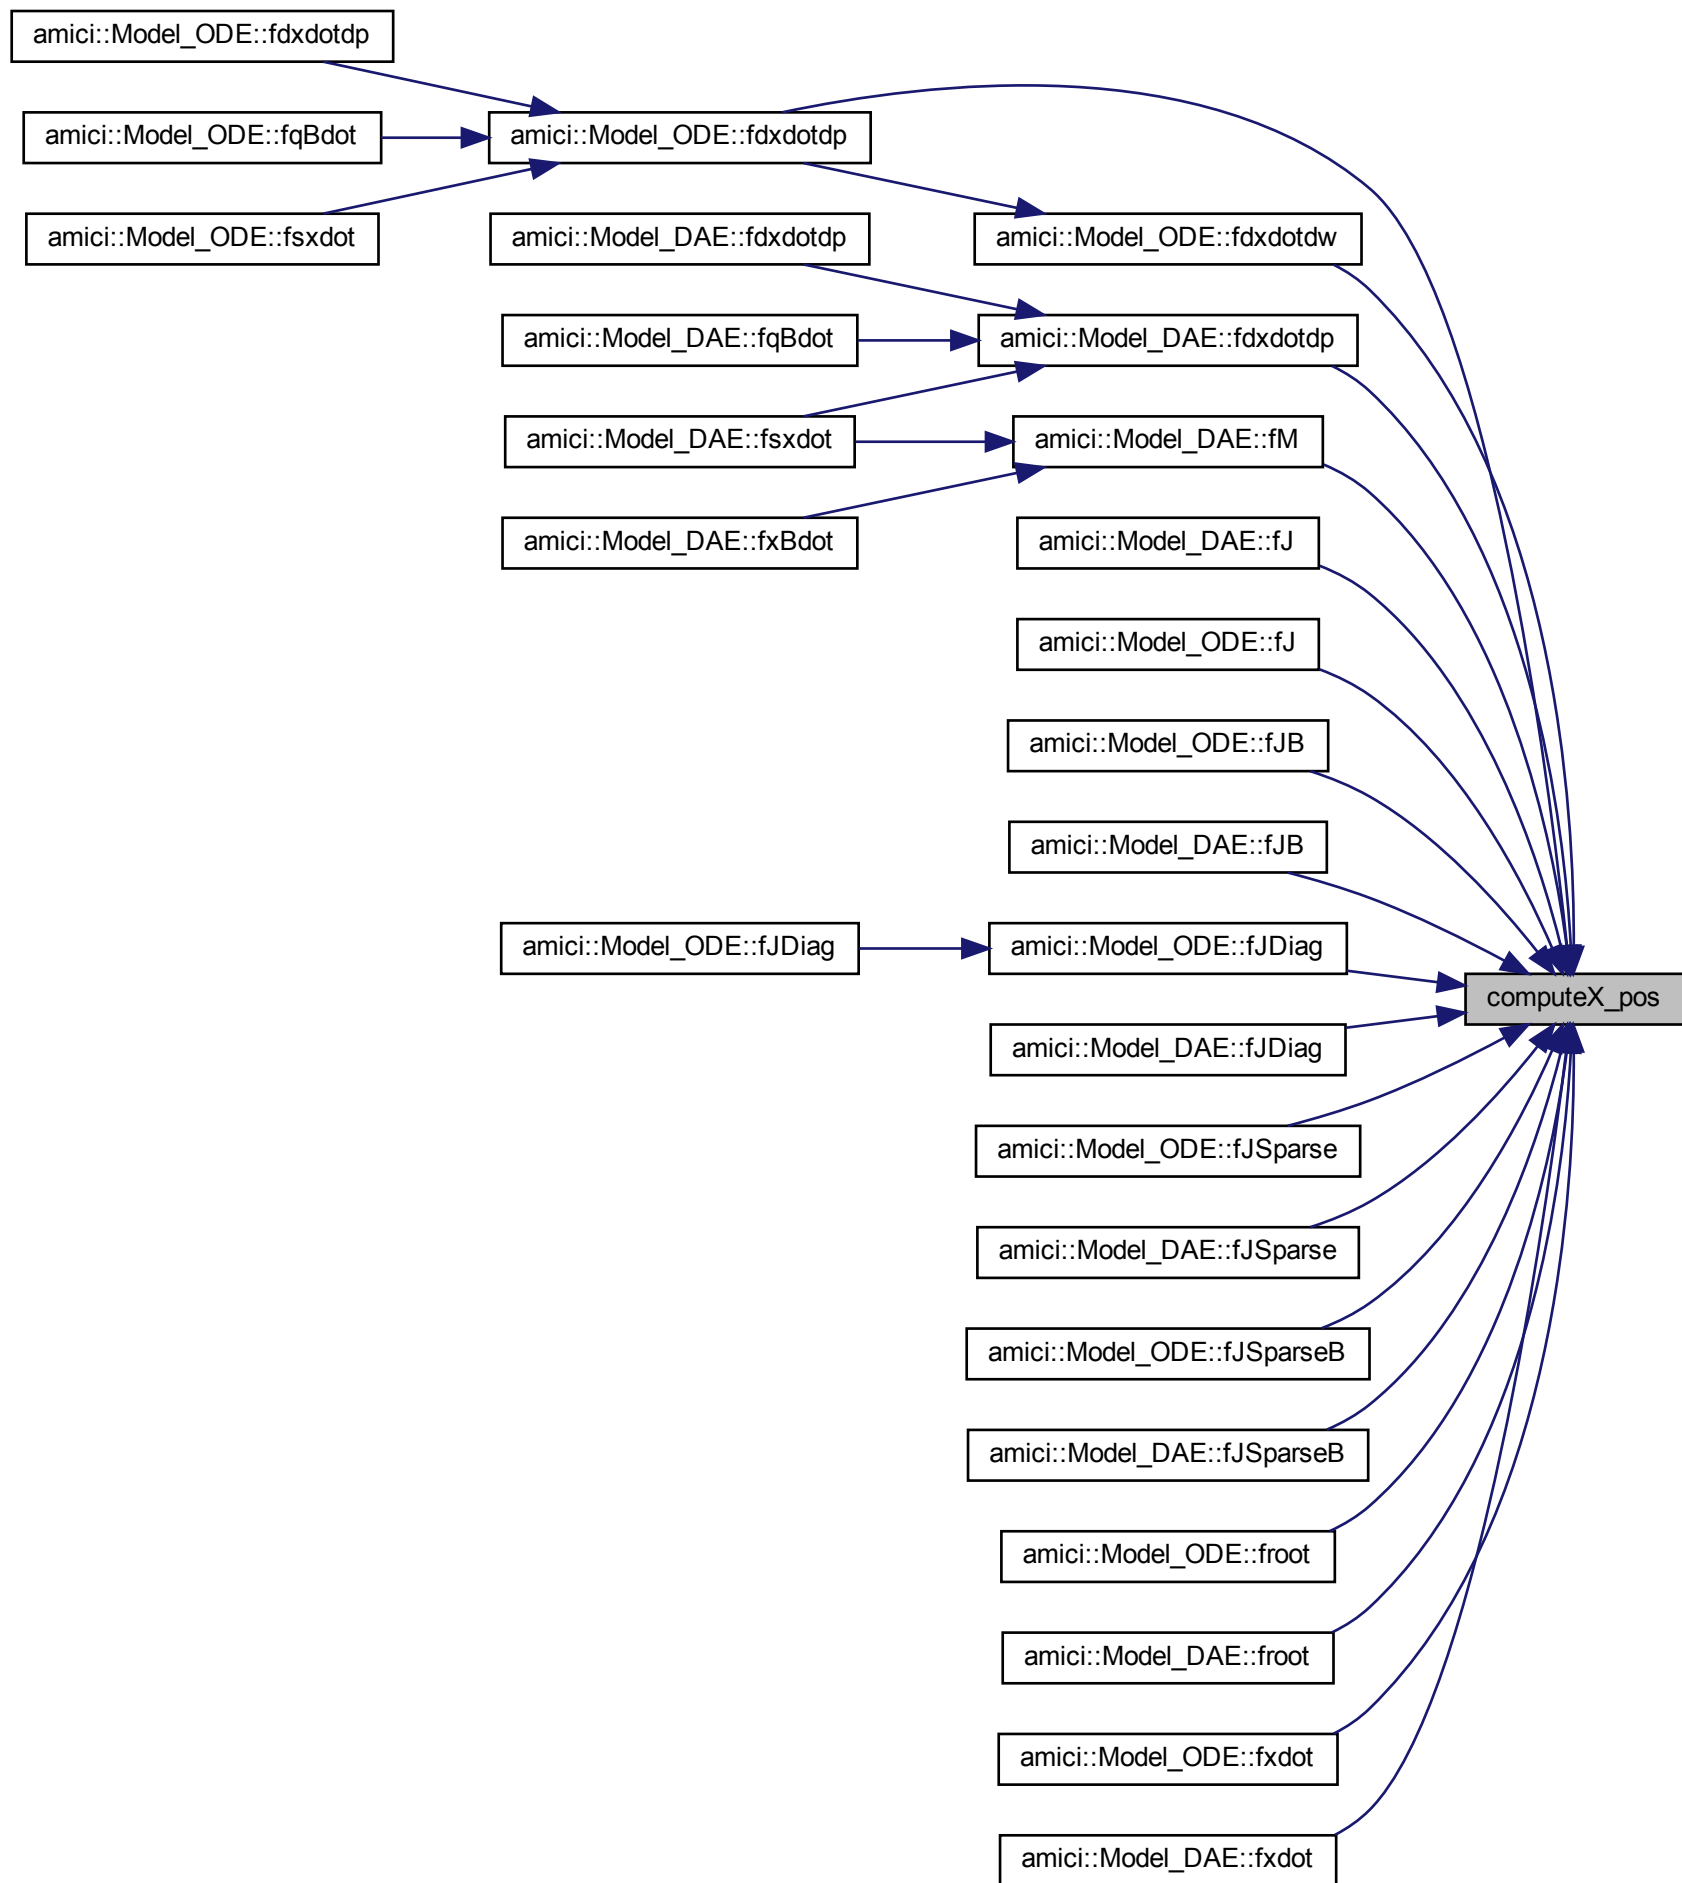 amici::Model_ODE::fdxdotdp
amici::Model_ODE::fqBdot
amici::Model_ODE::fdxdotdp
amici::Model_ODE::fsxdot
amici::Model_DAE::fdxdotdp
amici::Model_ODE::fdxdotdw
amici::Model_DAE::fqBdot
amici::Model_DAE::fdxdotdp
amici::Model_DAE::fsxdot
amici::Model_DAE::fM
amici::Model_DAE::fxBdot
amici::Model_DAE::fJ
amici::Model_ODE::fJ
amici::Model_ODE::fJB
amici::Model_DAE::fJB
amici::Model_ODE::fJDiag
amici::Model_ODE::fJDiag
computeX_pos
amici::Model_DAE::fJDiag
amici::Model_ODE::fJSparse
amici::Model_DAE::fJSparse
amici::Model_ODE::fJSparseB
amici::Model_DAE::fJSparseB
amici::Model_ODE::froot
amici::Model_DAE::froot
amici::Model_ODE::fxdot
amici::Model_DAE::fxdot